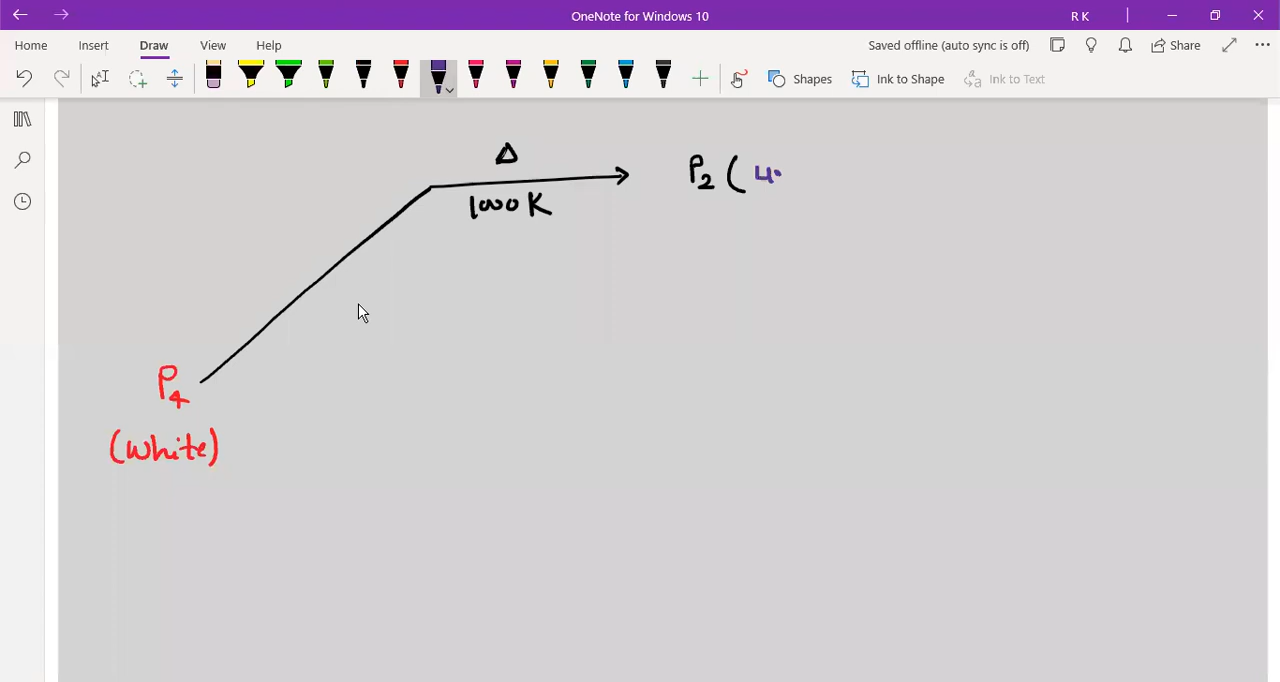 OneNote for Windows 10
R K
Home Insert Draw View Help
Saved offline (auto sync is off)
Share
Shapes
Ink to Shape
Ink to Text
Δ
1000 K
P₂ (
P₄
(White)